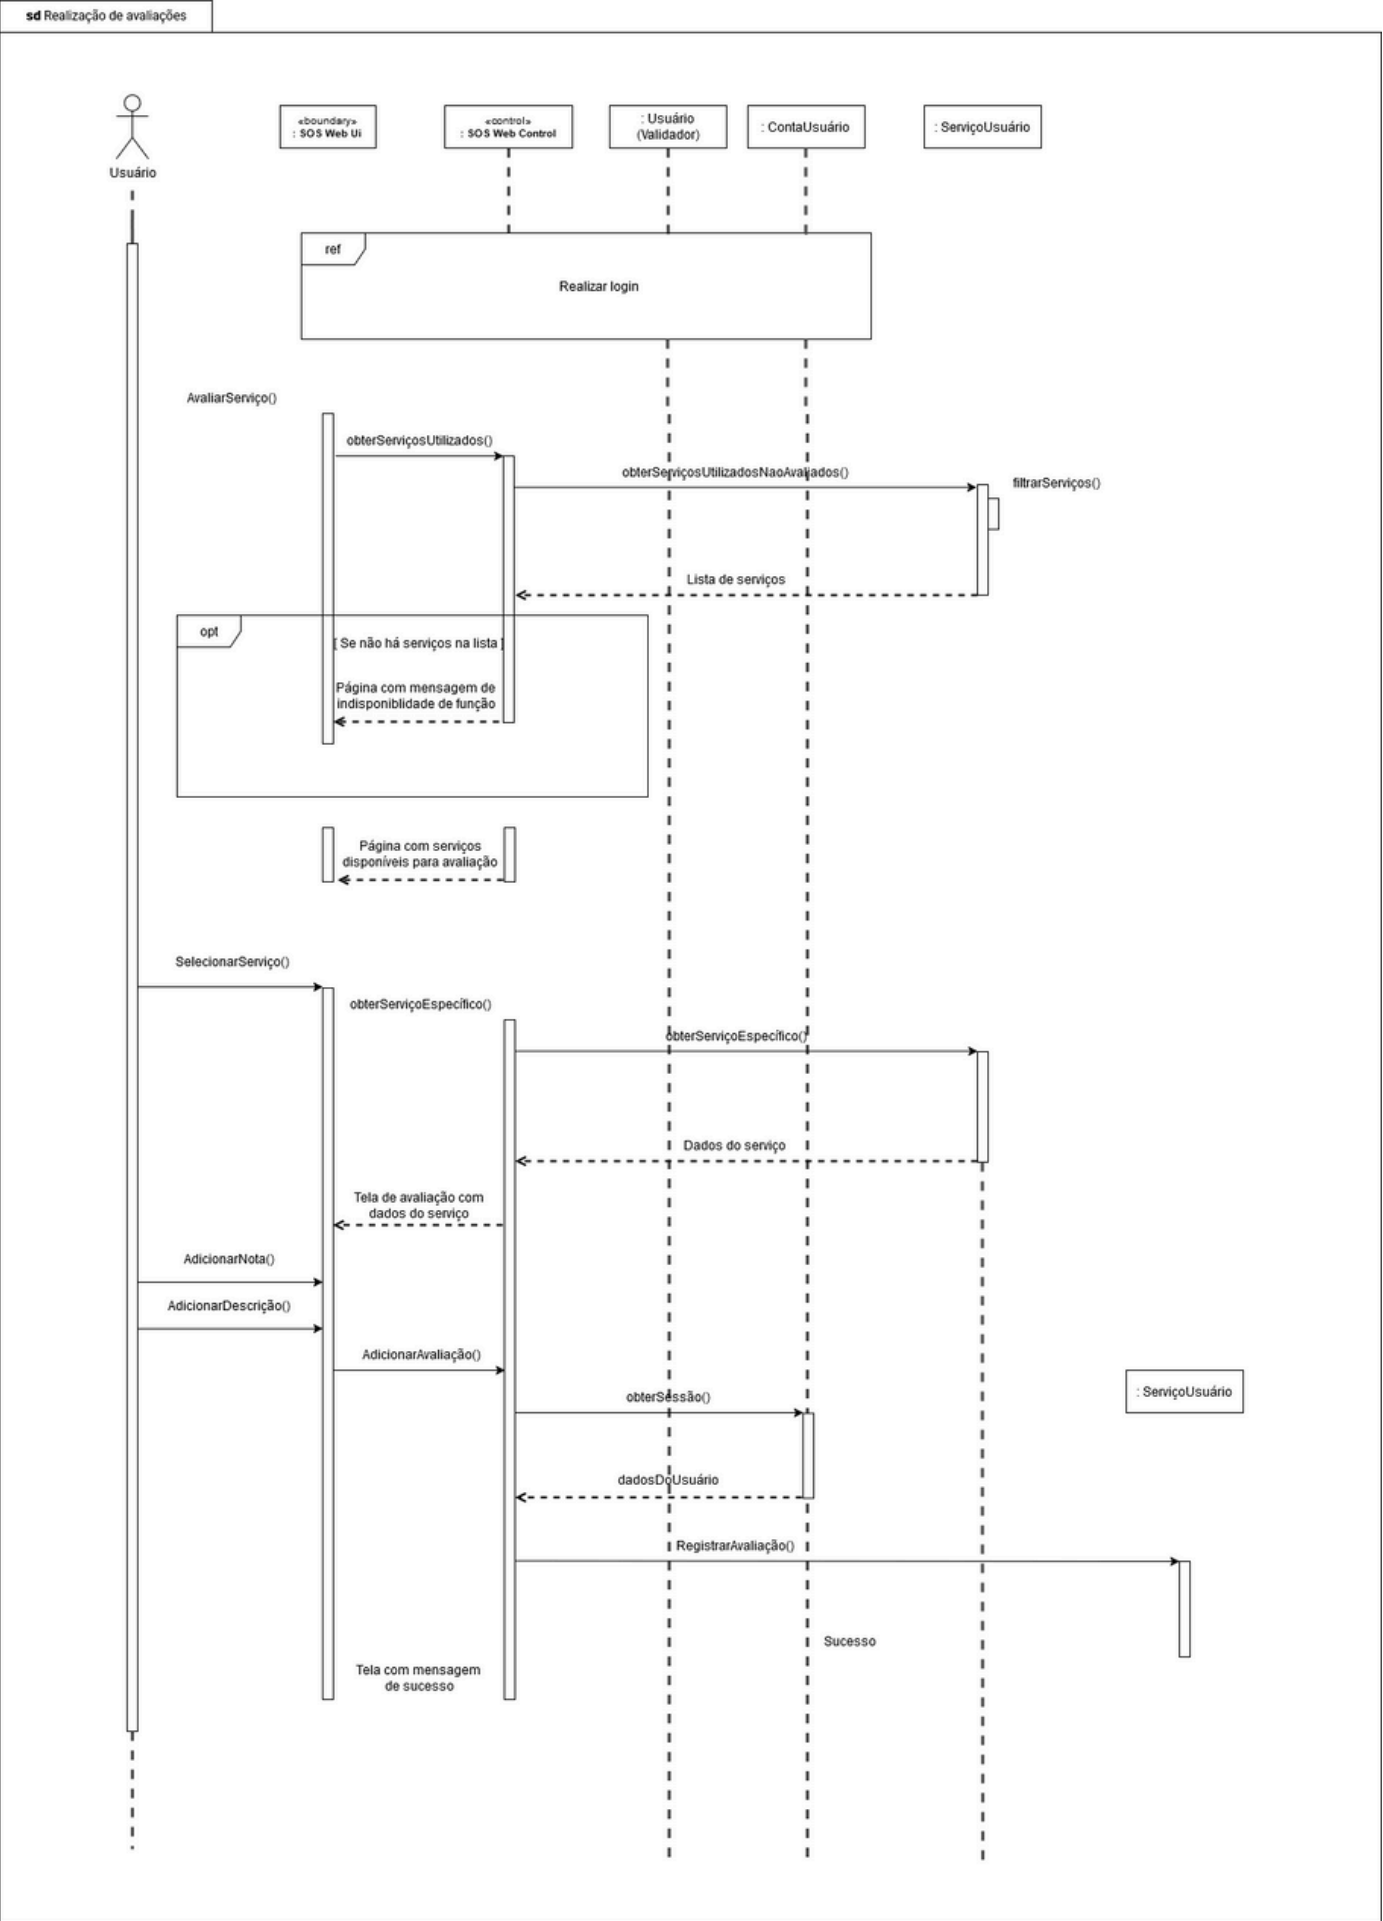 sd Realização de avaliações
«boundary»
: SOS Web Ui
«control»
: SOS Web Control
: Usuário
(Validador)
: ContaUsuário
: ServiçoUsuário
Usuário
ref
Realizar login
AvaliarServiço()
obterServiçosUtilizados()
obterServiçosUtilizadosNaoAvaliados()
filtrarServiços()
Lista de serviços
opt
[ Se não há serviços na lista ]
Página com mensagem de
indisponiblidade de função
Página com serviços
disponíveis para avaliação
SelecionarServiço()
obterServiçoEspecífico()
obterServiçoEspecífico()
Dados do serviço
Tela de avaliação com
dados do serviço
AdicionarNota()
AdicionarDescrição()
AdicionarAvaliação()
: ServiçoUsuário
obterSessão()
dadosDoUsuário
RegistrarAvaliação()
Sucesso
Tela com mensagem
de sucesso